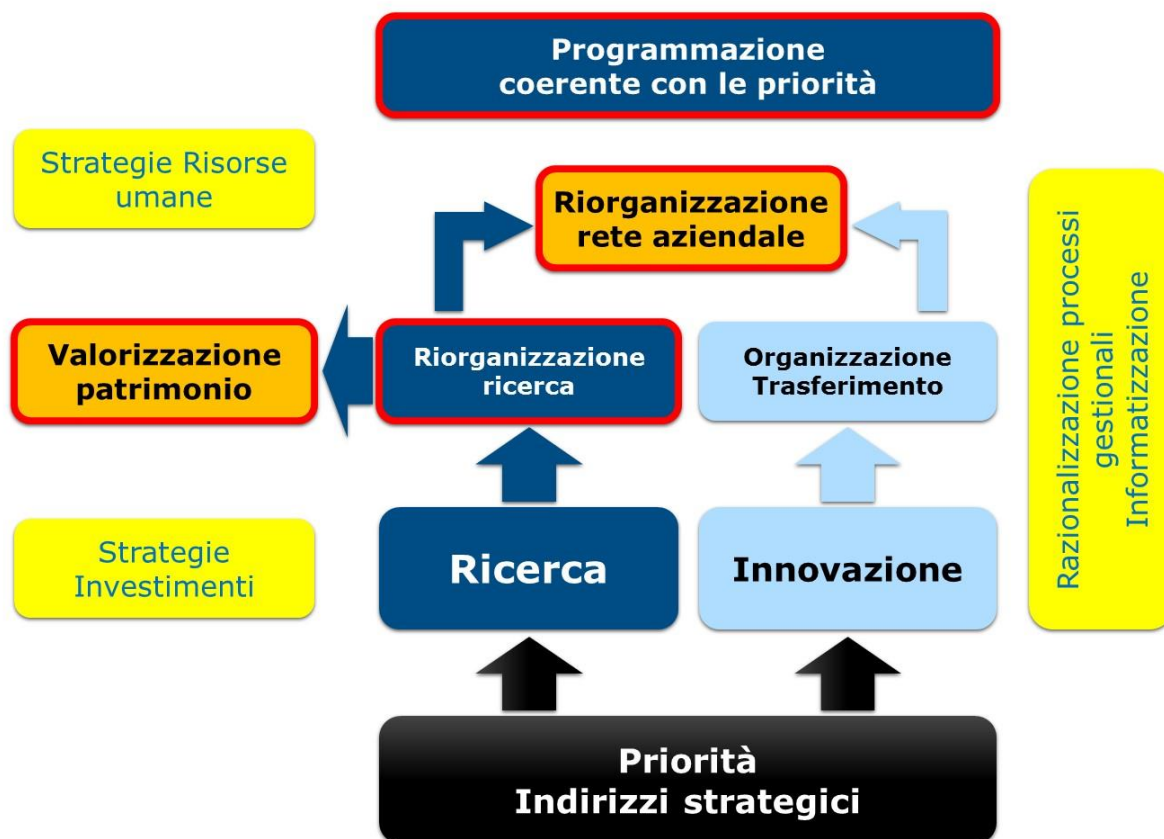 Programmazione
coerente con le priorità
Strategie Risorse
umane
Riorganizzazione
rete aziendale
Valorizzazione
patrimonio
Riorganizzazione
ricerca
Organizzazione
Trasferimento
Razionalizzazione processi
gestionali
Informatizzazione
Strategie
Investimenti
Ricerca
Innovazione
Priorità
Indirizzi strategici